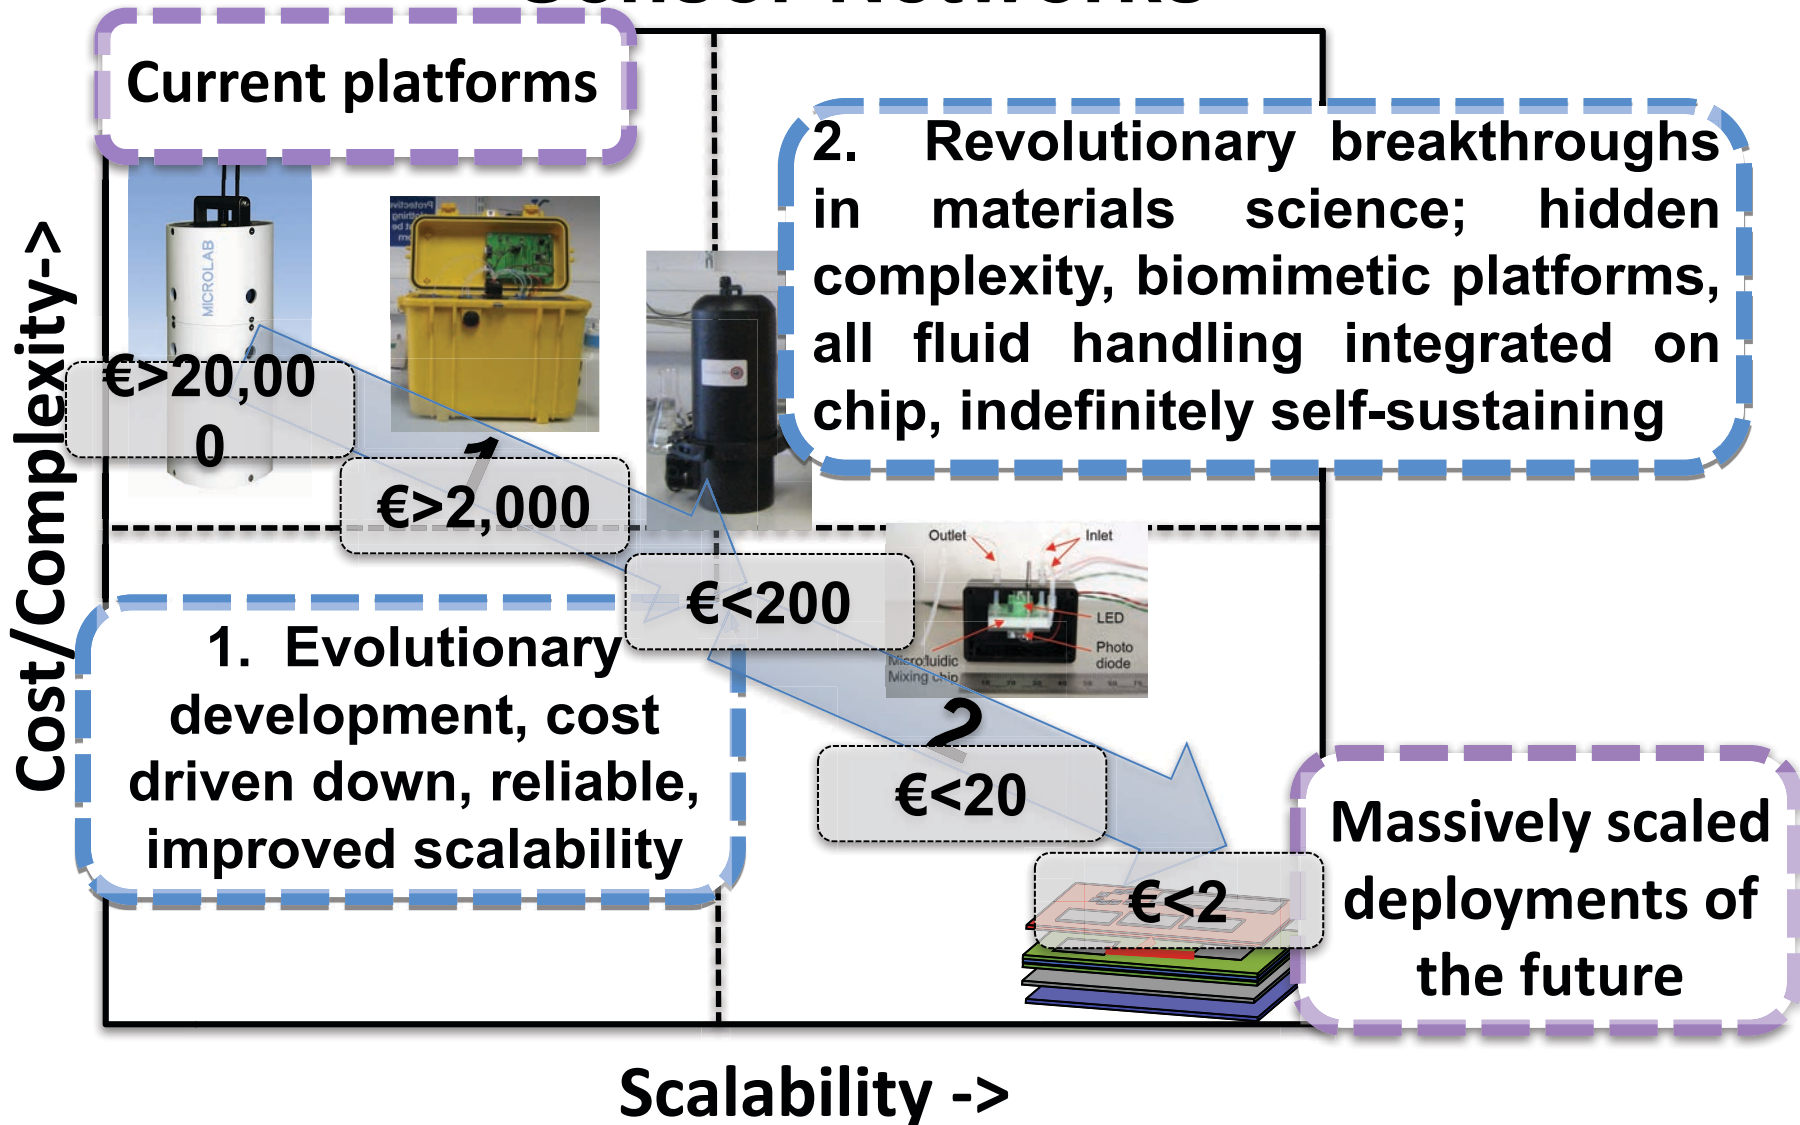 Sensor Networks
Current platforms
2. Revolutionary breakthroughs
in materials science; hidden
complexity, biomimetic platforms,
all fluid handling integrated on
chip, indefinitely self-sustaining
Protective
MICROLAB
€>20,00
0
1
€>2,000
€<200
Outlet
Inlet
LED
Photo
diode
Microfluidic
Mixing chip
1. Evolutionary
development, cost
driven down, reliable,
improved scalability
2
€<20
€<2
Massively scaled
deployments of
the future
Cost/Complexity->
Scalability ->